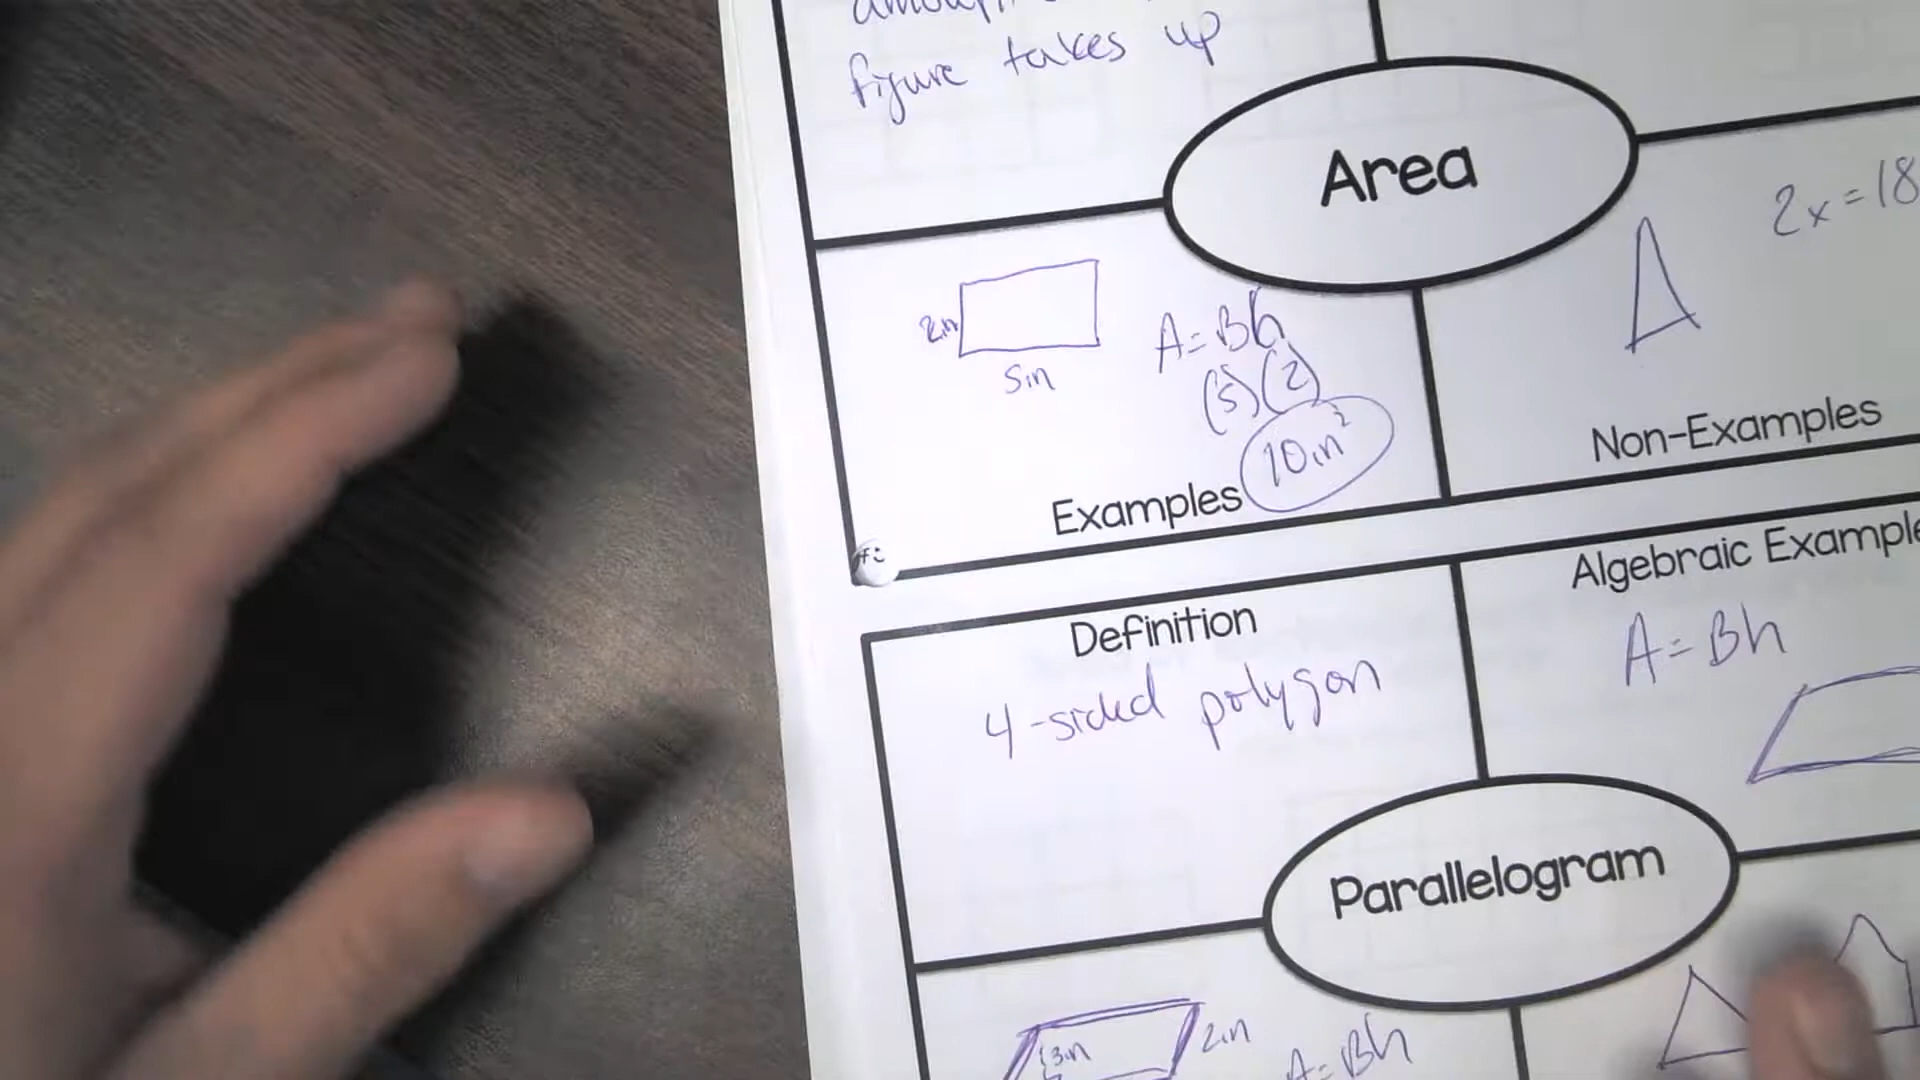 figure takes up
Area
2x=18
2in
5in
A=Bh
(5)(2)
10in²
Examples
Non-Examples
Definition
4-sided polygon
Algebraic Example
A=Bh
Parallelogram
3in
2in
A=Bh